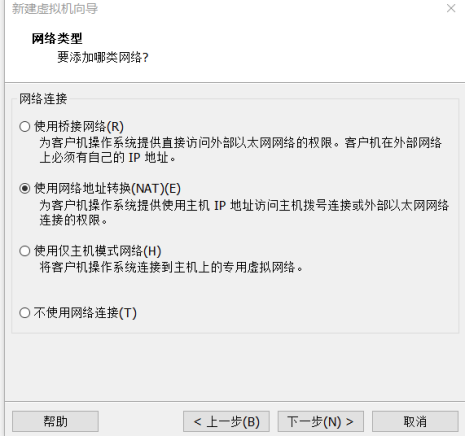 新建虚拟机向导
网络类型
要添加哪类网络?
网络连接
使用桥接网络(R)
为客户机操作系统提供直接访问外部以太网网络的权限。客户机在外部网络
上必须有自己的 IP 地址。
使用网络地址转换(NAT)(E)
为客户机操作系统提供使用主机 IP 地址访问主机拨号连接或外部以太网网络
连接的权限。
使用仅主机模式网络(H)
将客户机操作系统连接到主机上的专用虚拟网络。
不使用网络连接(T)
帮助 < 上一步(B) 下一步(N) > 取消